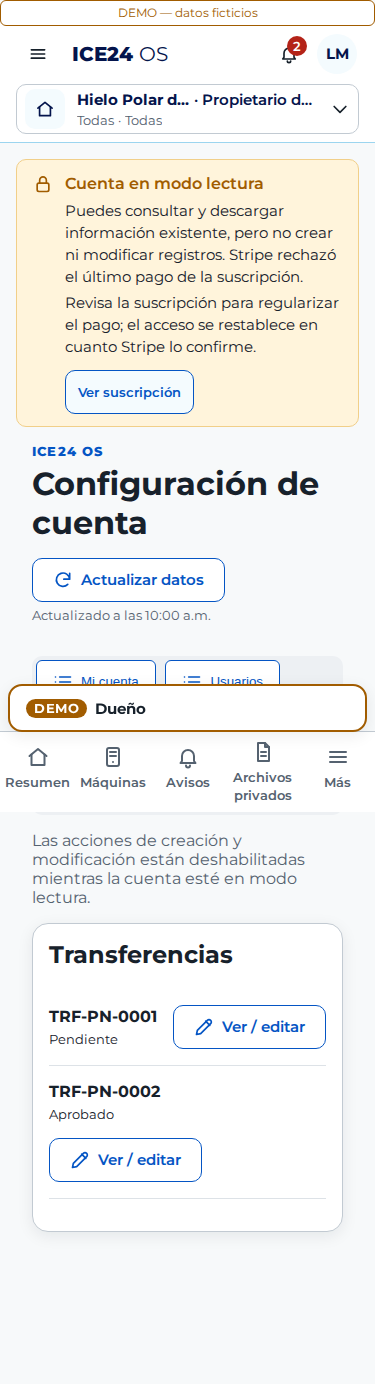 DEMO — datos ficticios
ICE24 OS
2
LM
Hielo Polar d... · Propietario d...
Todas · Todas
Cuenta en modo lectura
Puedes consultar y descargar
información existente, pero no crear
ni modificar registros. Stripe rechazó
el último pago de la suscripción.
Revisa la suscripción para regularizar
el pago; el acceso se restablece en
cuanto Stripe lo confirme.
Ver suscripción
ICE24 OS
Configuración de
cuenta
Actualizar datos
Actualizado a las 10:00 a.m.
Mi cuenta
Usuarios
DEMO Dueño
Resumen
Máquinas
Avisos
Archivos
privados
Más
Las acciones de creación y
modificación están deshabilitadas
mientras la cuenta esté en modo
lectura.
Transferencias
TRF-PN-0001
Pendiente
Ver / editar
TRF-PN-0002
Aprobado
Ver / editar